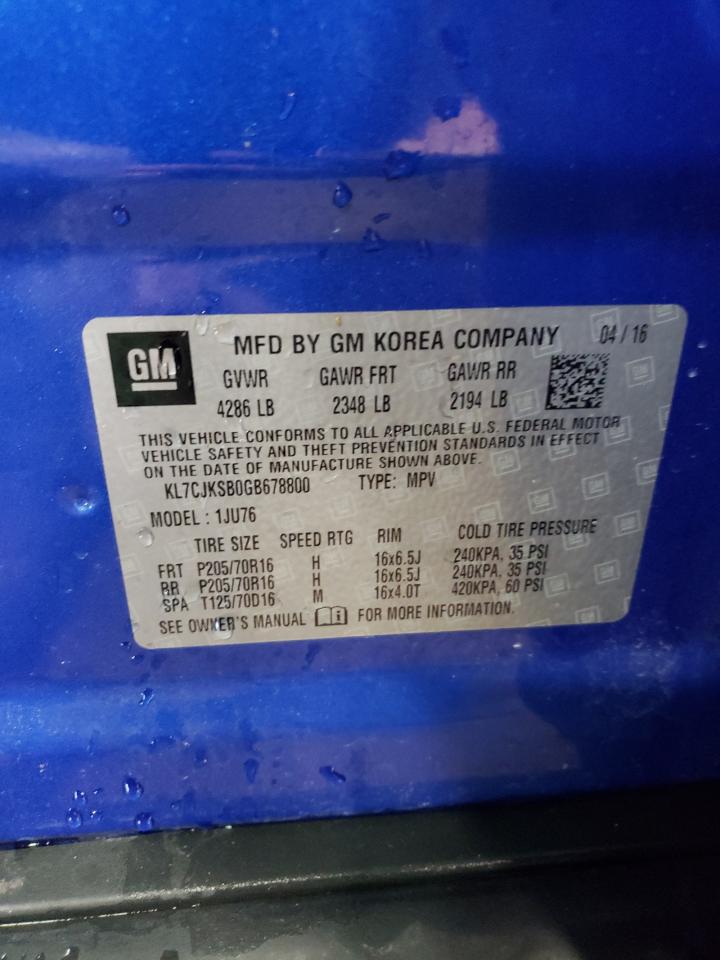 GM
MFD BY GM KOREA COMPANY 04 / 16
GVWR GAWR FRT GAWR RR
4286 LB 2348 LB 2194 LB
THIS VEHICLE CONFORMS TO ALL APPLICABLE U.S. FEDERAL MOTOR
VEHICLE SAFETY AND THEFT PREVENTION STANDARDS IN EFFECT
ON THE DATE OF MANUFACTURE SHOWN ABOVE.
KL7CJKSB0GB678800 TYPE: MPV
MODEL : 1JU76
TIRE SIZE SPEED RTG RIM COLD TIRE PRESSURE
FRT P205/70R16 H 16x6.5J 240KPA, 35 PSI
RR P205/70R16 H 16x6.5J 240KPA, 35 PSI
SPA T125/70D16 M 16x4.0T 420KPA, 60 PSI
SEE OWNER'S MANUAL FOR MORE INFORMATION.